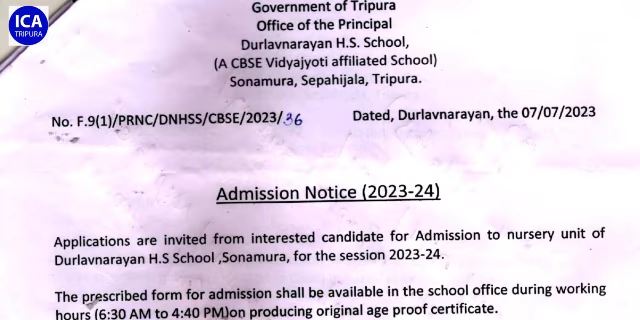 ICA
TRIPURA
Government of Tripura
Office of the Principal
Durlavnarayan H.S. School,
(A CBSE Vidyajyoti affiliated School)
Sonamura, Sepahijala, Tripura.
No. F.9(1)/PRNC/DNHSS/CBSE/2023/.36 Dated, Durlavnarayan, the 07/07/2023
Admission Notice (2023-24)
Applications are invited from interested candidate for Admission to nursery unit of
Durlavnarayan H.S School ,Sonamura, for the session 2023-24.
The prescribed form for admission shall be available in the school office during working
hours (6:30 AM to 4:40 PM)on producing original age proof certificate.